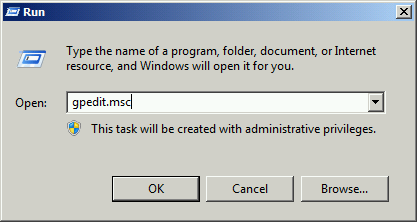 Run
Type the name of a program, folder, document, or Internet
resource, and Windows will open it for you.
Open: gpedit.msc
This task will be created with administrative privileges.
OK Cancel Browse...